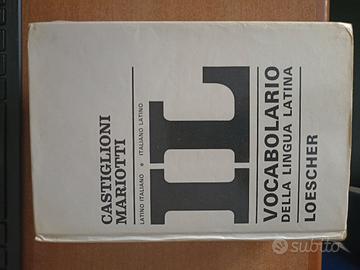 CASTIGLIONI
MARIOTTI
LATINO ITALIANO • ITALIANO LATINO
IL
VOCABOLARIO
DELLA LINGUA LATINA
LOESCHER
subito